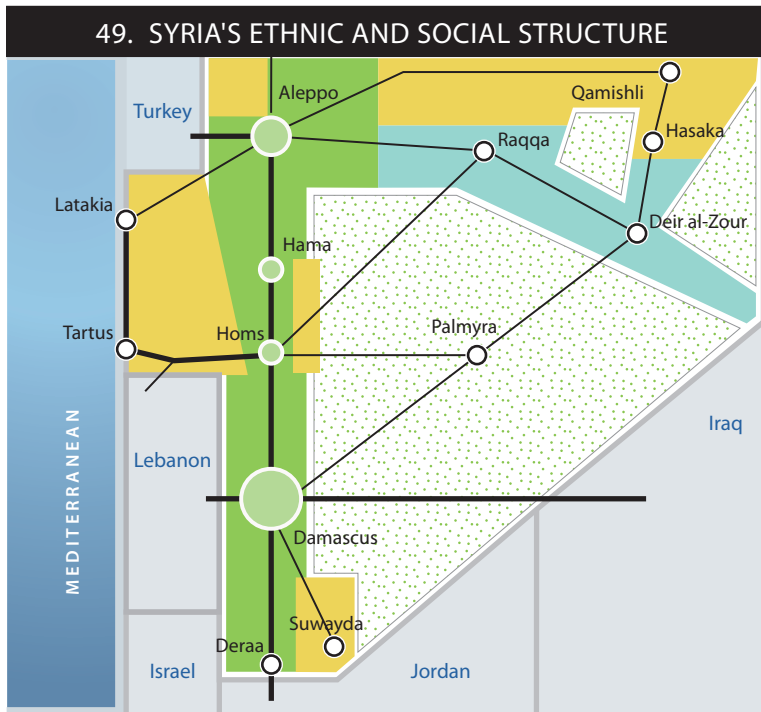 49. SYRIA'S ETHNIC AND SOCIAL STRUCTURE
Aleppo
Qamishli
Turkey
Raqqa
Hasaka
Latakia
Deir al-Zour
Hama
Tartus
Homs
Palmyra
Iraq
Lebanon
MEDITERRANEAN
Damascus
Suwayda
Deraa
Israel
Jordan